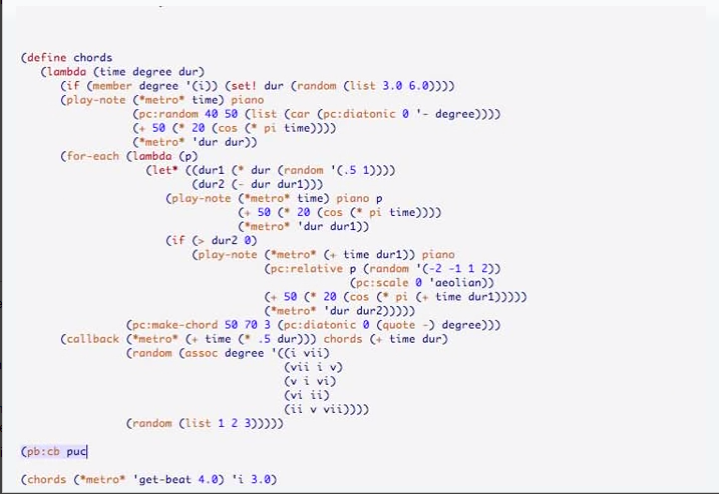 (define chords
(lambda (time degree dur)
(if (member degree '(i)) (set! dur (random (list 3.0 6.0))))
(play-note (*metro* time) piano
(pc:random 40 50 (list (car (pc:diatonic 0 '- degree))))
(+ 50 (* 20 (cos (* pi time))))
(*metro* 'dur dur))
(for-each (lambda (p)
(let* ((dur1 (* dur (random '(.5 1))))
(dur2 (- dur dur1)))
(play-note (*metro* time) piano p
(+ 50 (* 20 (cos (* pi time))))
(*metro* 'dur dur1))
(if (> dur2 0)
(play-note (*metro* (+ time dur1)) piano
(pc:relative p (random '(-2 -1 1 2))
(pc:scale 0 'aeolian))
(+ 50 (* 20 (cos (* pi (+ time dur1)))))
(*metro* 'dur dur2)))))
(pc:make-chord 50 70 3 (pc:diatonic 0 (quote -) degree)))
(callback (*metro* (+ time (* .5 dur))) chords (+ time dur)
(random (assoc degree '((i vii)
(vii i v)
(v i vi)
(vi ii)
(ii v vii))))
(random (list 1 2 3)))))
(pb:cb puc
(chords (*metro* 'get-beat 4.0) 'i 3.0)